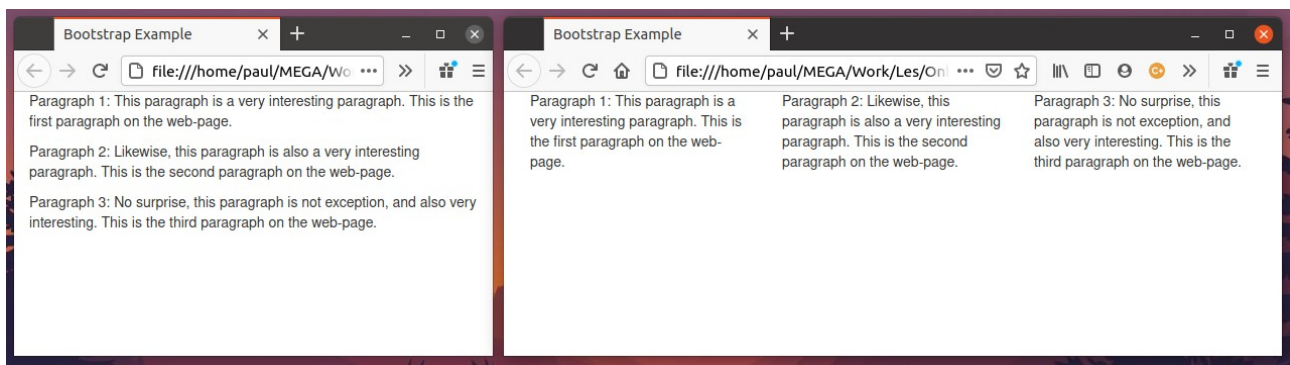 Bootstrap Example
file:///home/paul/MEGA/Wo
Paragraph 1: This paragraph is a very interesting paragraph. This is the
first paragraph on the web-page.
Paragraph 2: Likewise, this paragraph is also a very interesting
paragraph. This is the second paragraph on the web-page.
Paragraph 3: No surprise, this paragraph is not exception, and also very
interesting. This is the third paragraph on the web-page.
Bootstrap Example
file:///home/paul/MEGA/Work/Les/Onl
Paragraph 1: This paragraph is a
very interesting paragraph. This is
the first paragraph on the web-
page.
Paragraph 2: Likewise, this
paragraph is also a very interesting
paragraph. This is the second
paragraph on the web-page.
Paragraph 3: No surprise, this
paragraph is not exception, and
also very interesting. This is the
third paragraph on the web-page.